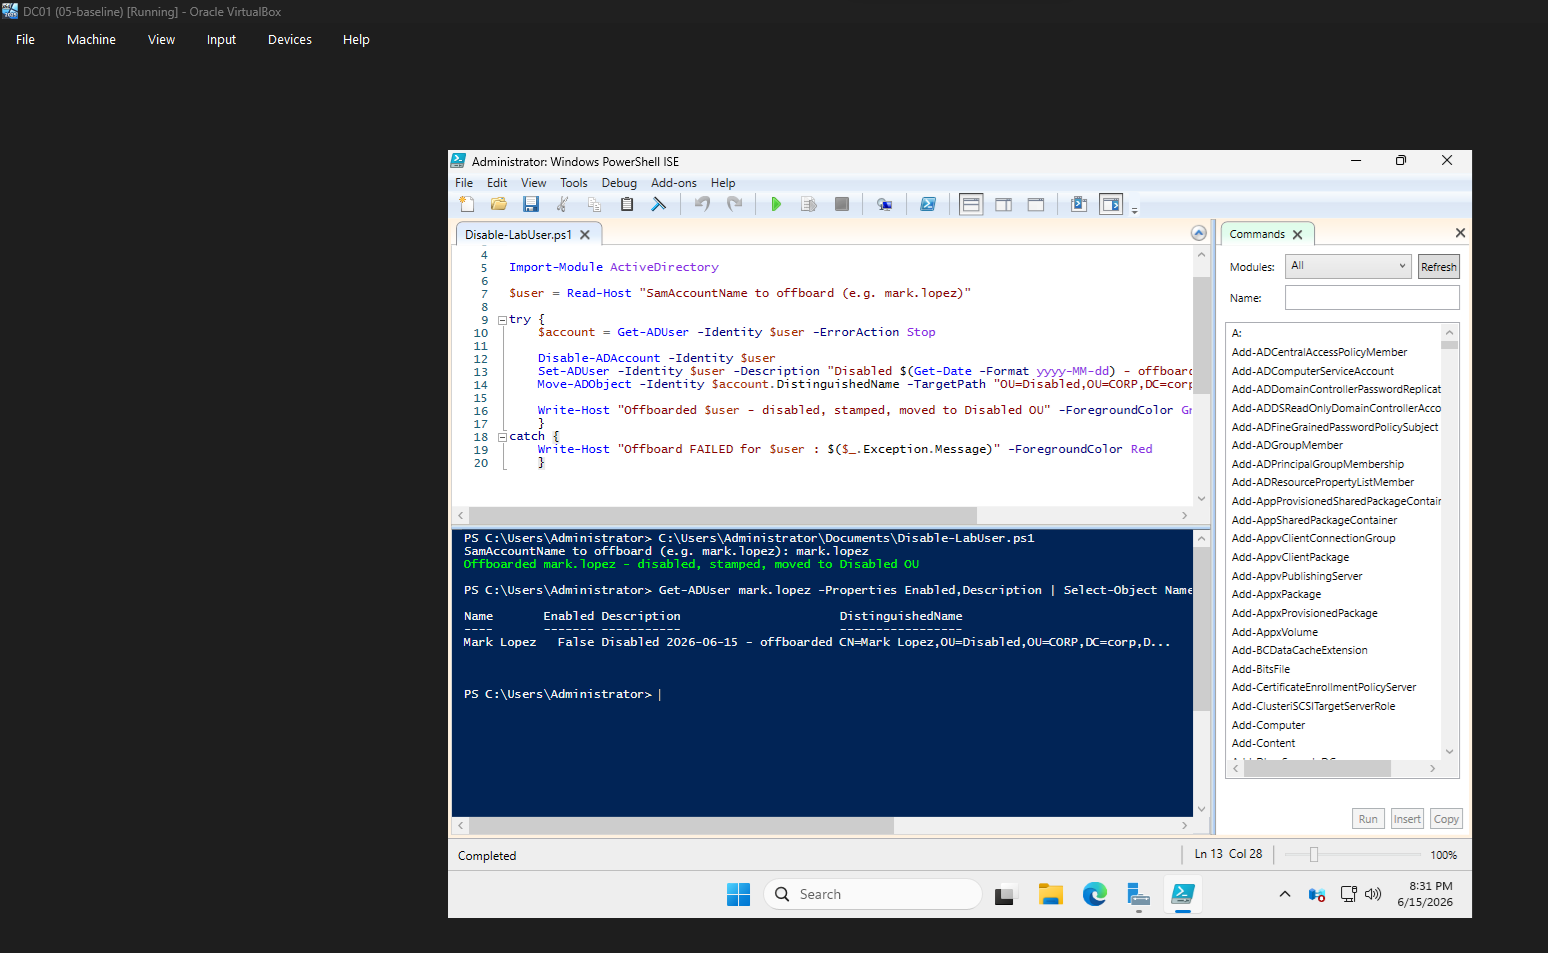 DC01 (05-baseline) [Running] - Oracle VirtualBox
File Machine View Input Devices Help
Administrator: Windows PowerShell ISE
File Edit View Tools Debug Add-ons Help
Disable-LabUser.ps1
4
5 Import-Module ActiveDirectory
6
7 $user = Read-Host "SamAccountName to offboard (e.g. mark.lopez)"
8
9 try {
10 $account = Get-ADUser -Identity $user -ErrorAction Stop
11
12 Disable-ADAccount -Identity $user
13 Set-ADUser -Identity $user -Description "Disabled $(Get-Date -Format yyyy-MM-dd) - offboard
14 Move-ADObject -Identity $account.DistinguishedName -TargetPath "OU=Disabled,OU=CORP,DC=corp
15
16 Write-Host "Offboarded $user - disabled, stamped, moved to Disabled OU" -ForegroundColor Gr
17 }
18 catch {
19 Write-Host "Offboard FAILED for $user : $($_.Exception.Message)" -ForegroundColor Red
20 }
PS C:\Users\Administrator> C:\Users\Administrator\Documents\Disable-LabUser.ps1
SamAccountName to offboard (e.g. mark.lopez): mark.lopez
Offboarded mark.lopez - disabled, stamped, moved to Disabled OU
PS C:\Users\Administrator> Get-ADUser mark.lopez -Properties Enabled,Description | Select-Object Name
Name Enabled Description DistinguishedName
---- ------- ----------- -----------------
Mark Lopez False Disabled 2026-06-15 - offboarded CN=Mark Lopez,OU=Disabled,OU=CORP,DC=corp,D...
PS C:\Users\Administrator>
Commands
Modules: All Refresh
Name:
A:
Add-ADCentralAccessPolicyMember
Add-ADComputerServiceAccount
Add-ADDomainControllerPasswordReplicat
Add-ADDSReadOnlyDomainControllerAcco
Add-ADFineGrainedPasswordPolicySubject
Add-ADGroupMember
Add-ADPrincipalGroupMembership
Add-ADResourcePropertyListMember
Add-AppProvisionedSharedPackageContain
Add-AppSharedPackageContainer
Add-AppvClientConnectionGroup
Add-AppvClientPackage
Add-AppvPublishingServer
Add-AppxPackage
Add-AppxProvisionedPackage
Add-AppxVolume
Add-BCDataCacheExtension
Add-BitsFile
Add-CertificateEnrollmentPolicyServer
Add-ClusteriSCSITargetServerRole
Add-Computer
Add-Content
Run Insert Copy
Completed
Ln 13 Col 28
100%
Search
8:31 PM
6/15/2026